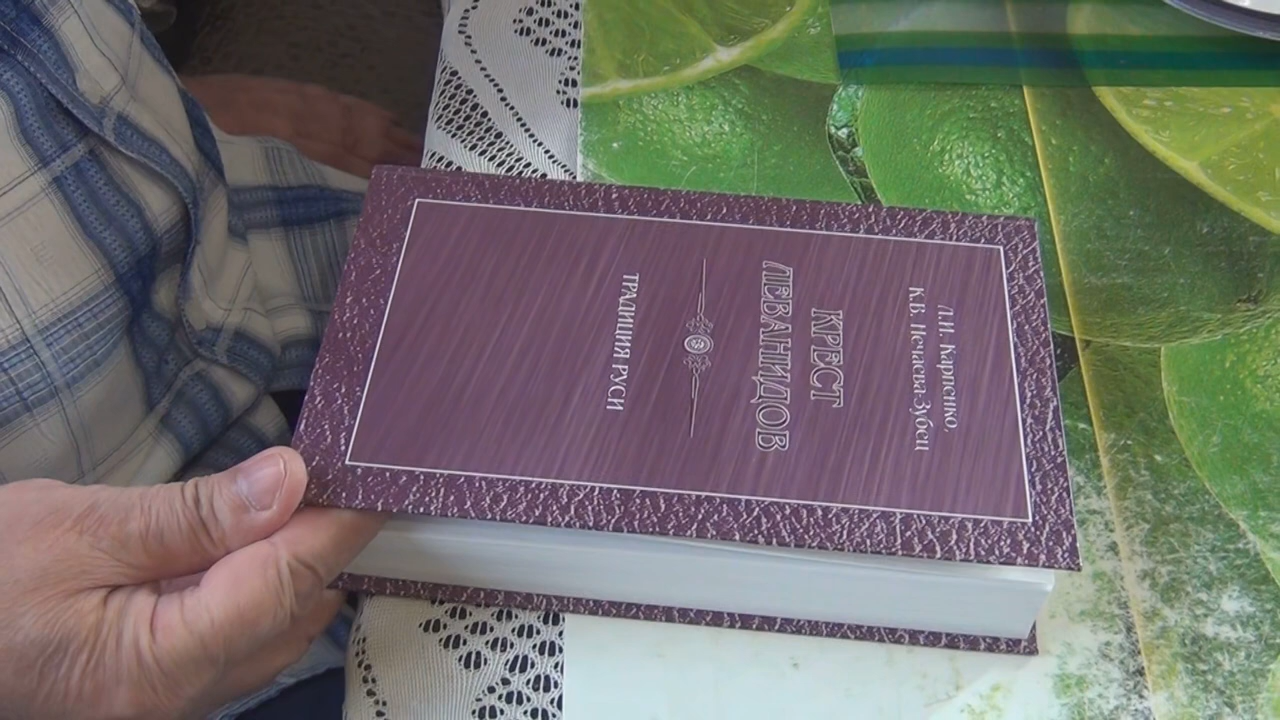 Л.И. Карпенко,
К.В. Нечаева-Зубец
КРЕСТ
ЛЕВАНИДОВ
ТРАДИЦИЯ РУСИ